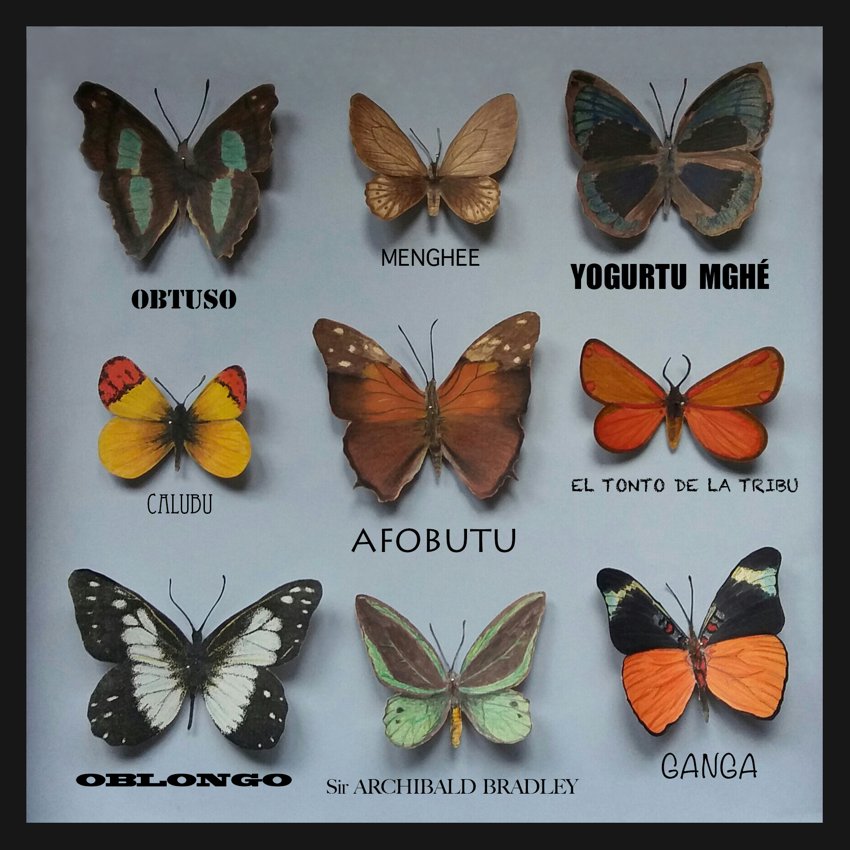 OBTUSO
MENGHEE
YOGURTU MGHÉ
CALUBU
AFOBUTU
EL TONTO DE LA TRIBU
OBLONGO
Sir ARCHIBALD BRADLEY
GANGA